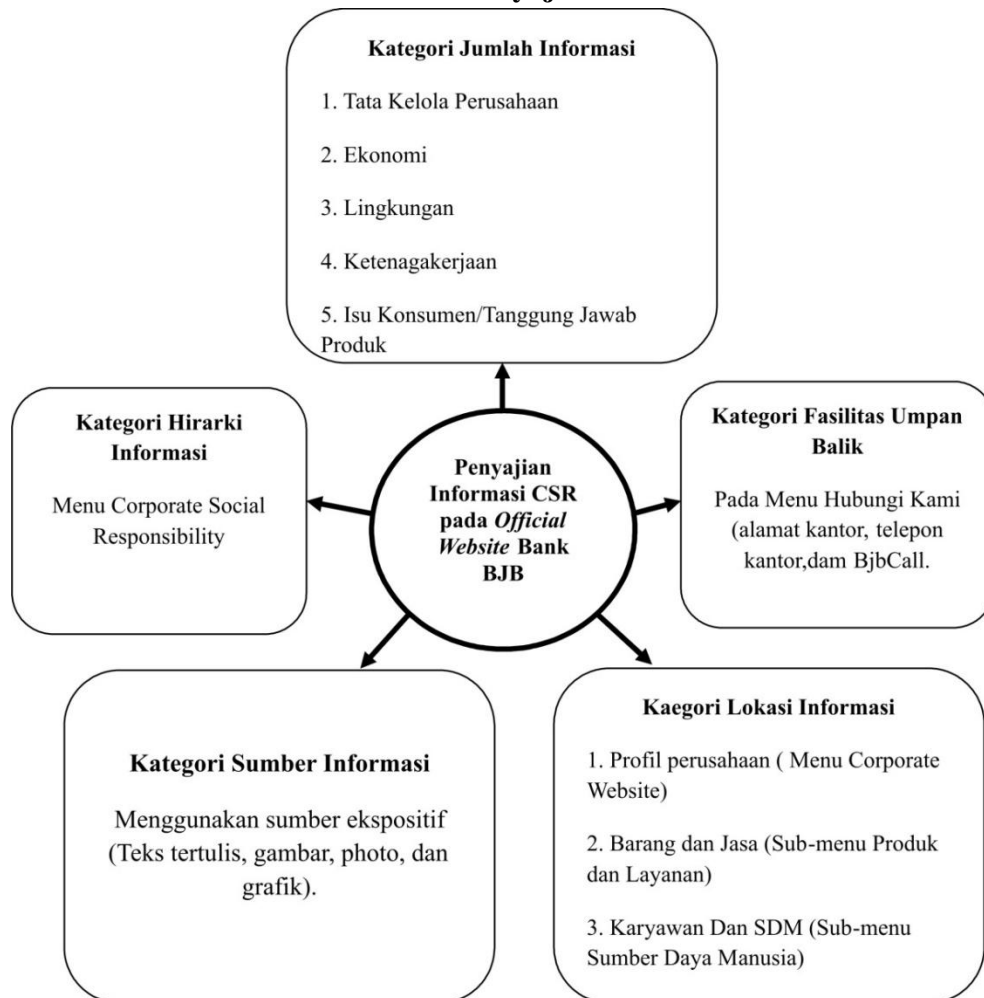 Kategori Jumlah Informasi
1. Tata Kelola Perusahaan
2. Ekonomi
3. Lingkungan
4. Ketenagakerjaan
5. Isu Konsumen/Tanggung Jawab
Produk
Kategori Hirarki
Informasi
Menu Corporate Social
Responsibility
Penyajian
Informasi CSR
pada Official
Website Bank
BJB
Kategori Fasilitas Umpan
Balik
Pada Menu Hubungi Kami
(alamat kantor, telepon
kantor,dam BjbCall.
Kategori Sumber Informasi
Menggunakan sumber ekspositif
(Teks tertulis, gambar, photo, dan
grafik).
Kaegori Lokasi Informasi
1. Profil perusahaan ( Menu Corporate
Website)
2. Barang dan Jasa (Sub-menu Produk
dan Layanan)
3. Karyawan Dan SDM (Sub-menu
Sumber Daya Manusia)